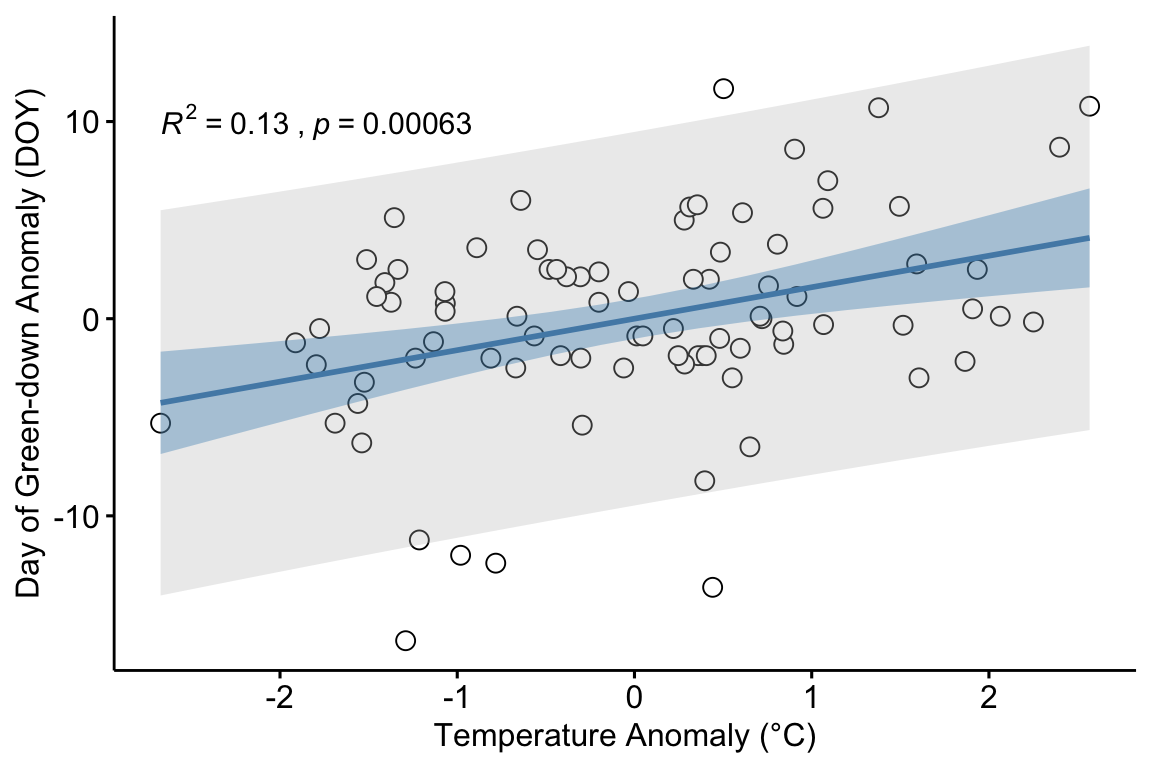 R2 = 0.13 , p = 0.00063
Day of Green-down Anomaly (DOY)
10
0
-10
-2 -1 0 1 2
Temperature Anomaly (°C)